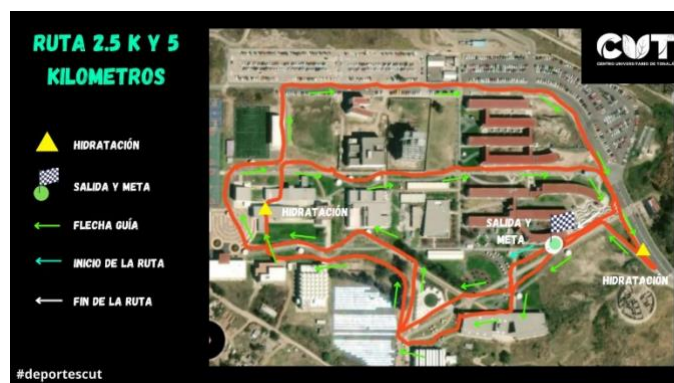 RUTA 2.5 K Y 5
KILOMETROS
HIDRATACIÓN
SALIDA Y META
FLECHA GUÍA
INICIO DE LA RUTA
FIN DE LA RUTA
#deportescut
CUT
CENTRO UNIVERSITARIO DE TONALÁ
HIDRATACIÓN
SALIDA Y
META
HIDRATACIÓN